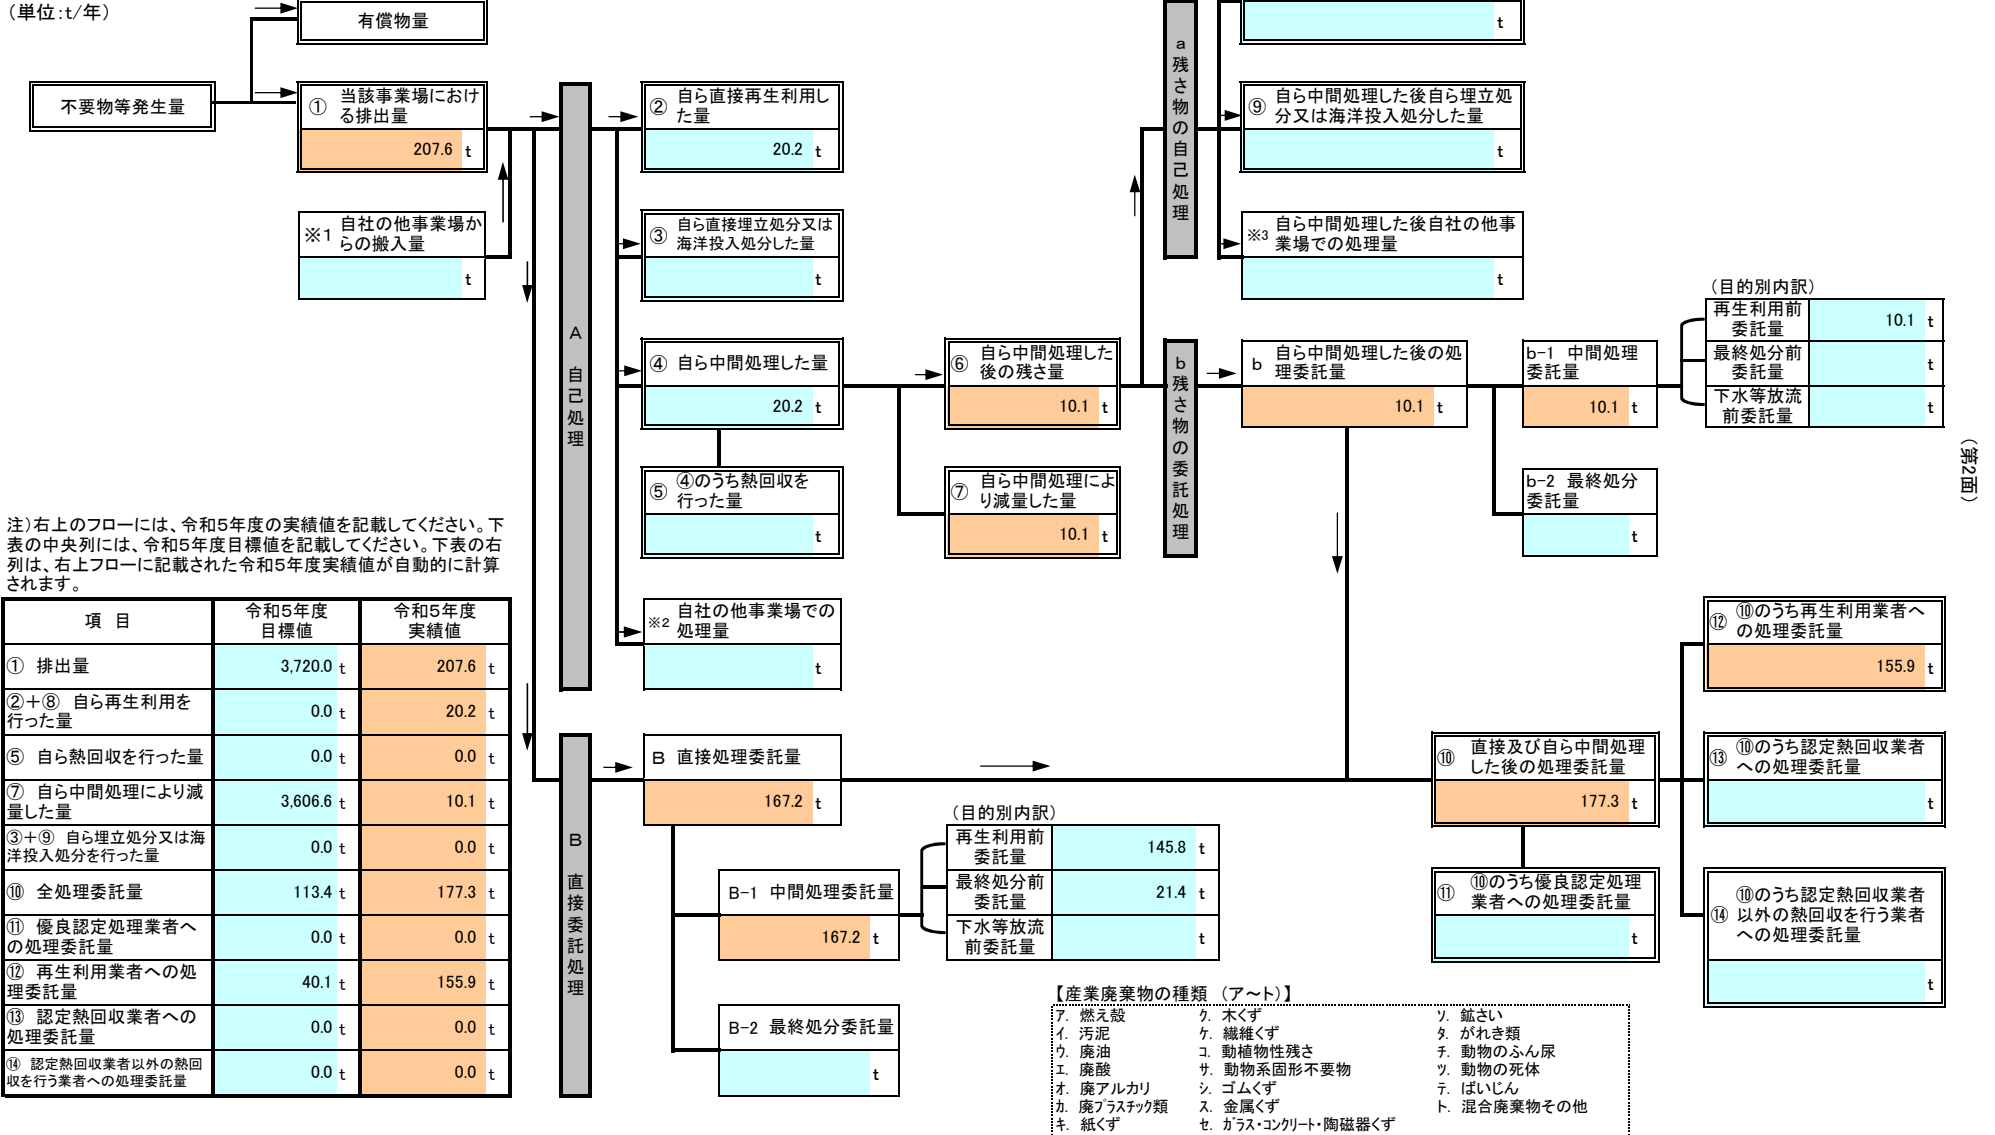 (単位:t/年)
有償物量
不要物等発生量
① 当該事業場におけ
る排出量
207.6 t
※1 自社の他事業場か
らの搬入量
t
A 自己処理
② 自ら直接再生利用し
た量
20.2 t
③ 自ら直接埋立処分又は
海洋投入処分した量
t
④ 自ら中間処理した量
20.2 t
⑤ ④のうち熱回収を
行った量
t
※2 自社の他事業場での
処理量
t
⑥ 自ら中間処理した
後の残さ量
10.1 t
⑦ 自ら中間処理によ
り減量した量
10.1 t
a残さ物の自己処理
t
⑨ 自ら中間処理した後自ら埋立処
分又は海洋投入処分した量
t
※3 自ら中間処理した後自社の他事
業場での処理量
t
b残さ物の委託処理
b 自ら中間処理した後の処
理委託量
10.1 t
b-1 中間処理
委託量
10.1 t
b-2 最終処分
委託量
t
(目的別内訳)
再生利用前
委託量
10.1 t
最終処分前
委託量
t
下水等放流
前委託量
t
(第2面)
注)右上のフローには、令和5年度の実績値を記載してください。下
表の中央列には、令和5年度目標値を記載してください。下表の右
列は、右上フローに記載された令和5年度実績値が自動的に計算
されます。
項 目
令和5年度
目標値
令和5年度
実績値
① 排出量
3,720.0 t
207.6 t
②+⑧ 自ら再生利用を
行った量
0.0 t
20.2 t
⑤ 自ら熱回収を行った量
0.0 t
0.0 t
⑦ 自ら中間処理により減
量した量
3,606.6 t
10.1 t
③+⑨ 自ら埋立処分又は海
洋投入処分を行った量
0.0 t
0.0 t
⑩ 全処理委託量
113.4 t
177.3 t
⑪ 優良認定処理業者へ
の処理委託量
0.0 t
0.0 t
⑫ 再生利用業者への処
理委託量
40.1 t
155.9 t
⑬ 認定熱回収業者への
処理委託量
0.0 t
0.0 t
⑭ 認定熱回収業者以外の熱回
収を行う業者への処理委託量
0.0 t
0.0 t
B 直接委託処理
B 直接処理委託量
167.2 t
B-1 中間処理委託量
167.2 t
B-2 最終処分委託量
t
(目的別内訳)
再生利用前
委託量
145.8 t
最終処分前
委託量
21.4 t
下水等放流
前委託量
t
⑩ 直接及び自ら中間処理
した後の処理委託量
177.3 t
⑪ ⑩のうち優良認定処理
業者への処理委託量
t
⑫ ⑩のうち再生利用業者へ
の処理委託量
155.9 t
⑬ ⑩のうち認定熱回収業者
への処理委託量
t
⑭ ⑩のうち認定熱回収業者
以外の熱回収を行う業者
への処理委託量
t
【産業廃棄物の種類 (ア~ト)】
ア. 燃え殻
イ. 汚泥
ウ. 廃油
エ. 廃酸
オ. 廃アルカリ
カ. 廃プラスチック類
キ. 紙くず
ク. 木くず
ケ. 繊維くず
コ. 動植物性残さ
サ. 動物系固形不要物
シ. ゴムくず
ス. 金属くず
セ. ガラス・コンクリート・陶磁器くず
ソ. 鉱さい
タ. がれき類
チ. 動物のふん尿
ツ. 動物の死体
テ. ばいじん
ト. 混合廃棄物その他